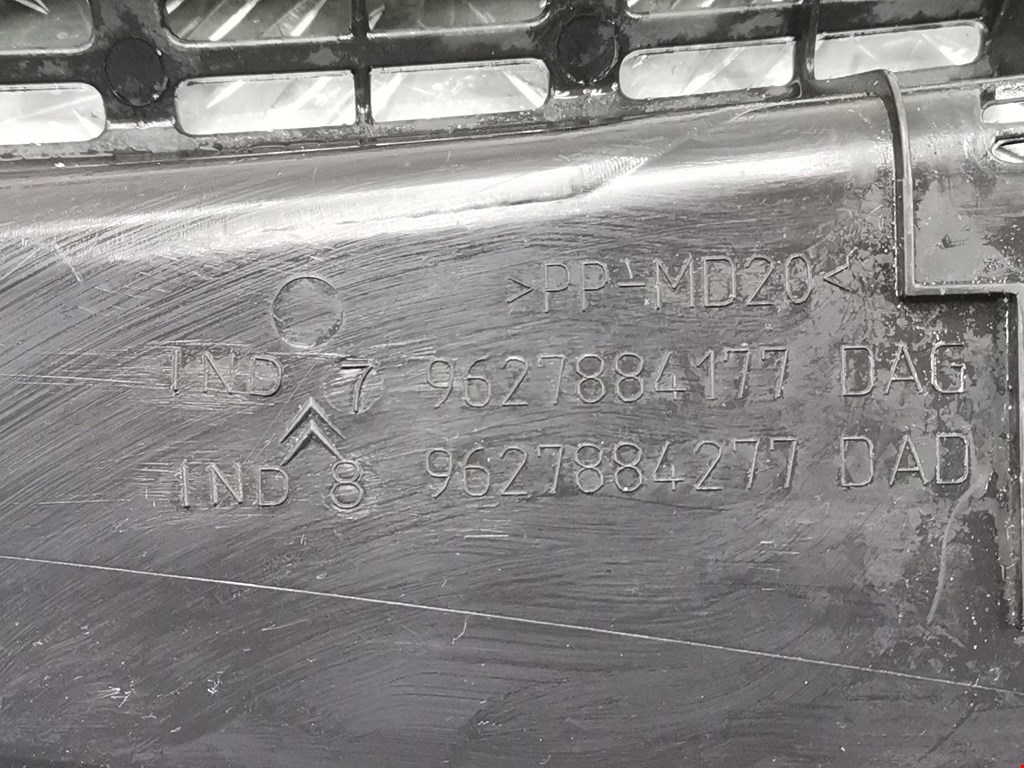 >PP-MD20<
IND 7 9627884177 DAG
IND 8 9627884277 DAD